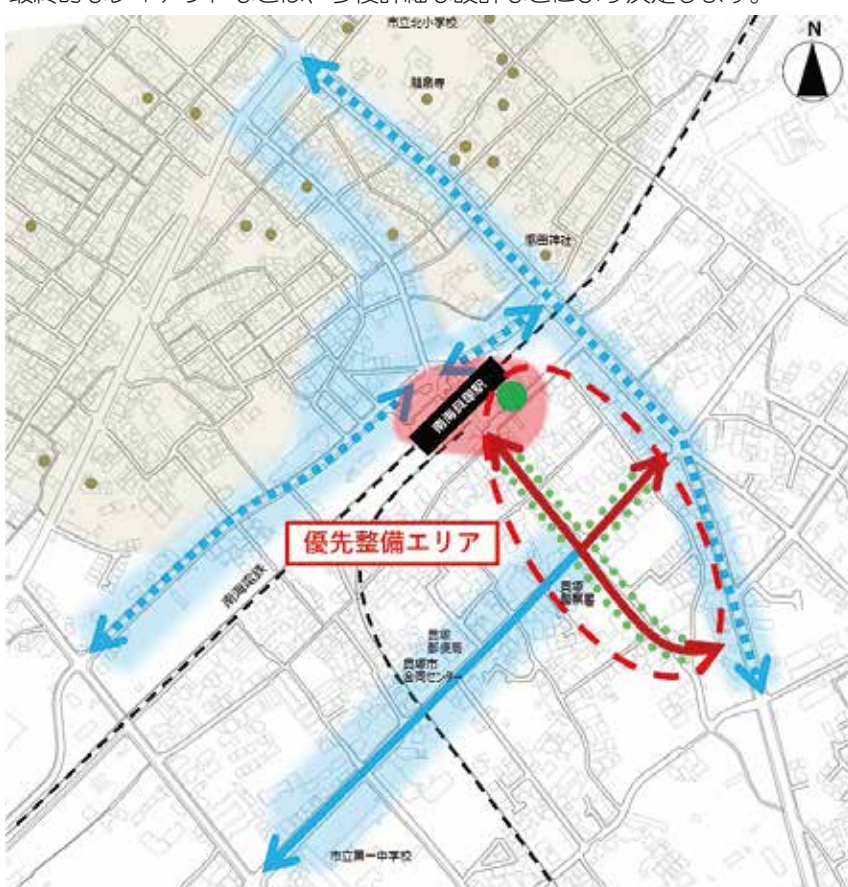 最終的なレイアウトなどは、今後詳細な設計などにより決定します。
市立北小学校
N
龍泉寺
感田神社
南海貝塚駅
優先整備エリア
南海電鉄
貝塚
警察署
貝塚
郵便局
貝塚市
合同センター
市立第一中学校